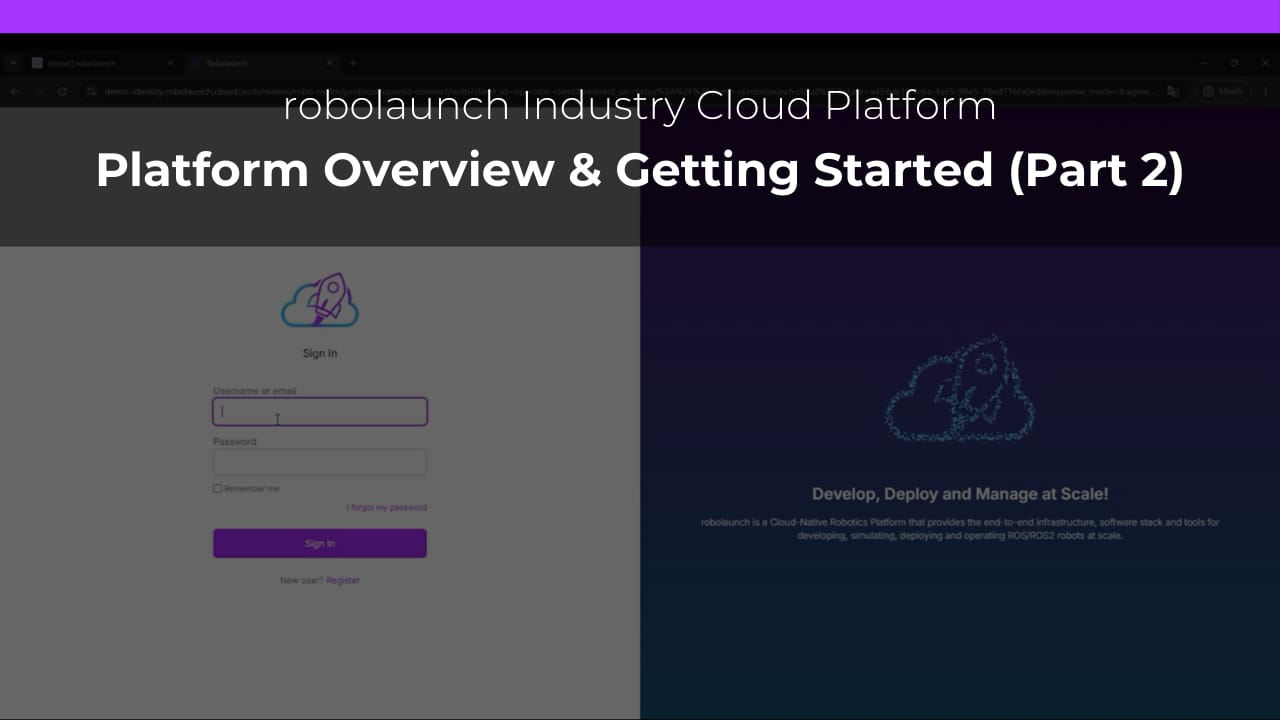 Home | robolaunch
Robolaunch
robolaunch Industry Cloud Platform
Platform Overview & Getting Started (Part 2)
Sign In
Username or email
Password
Remember me
I forgot my password
Sign In
New user? Register
Develop, Deploy and Manage at Scale!
robolaunch is a Cloud-Native Robotics Platform that provides the end-to-end infrastructure, software stack and tools for
developing, simulating, deploying and operating ROS/ROS2 robots at scale.